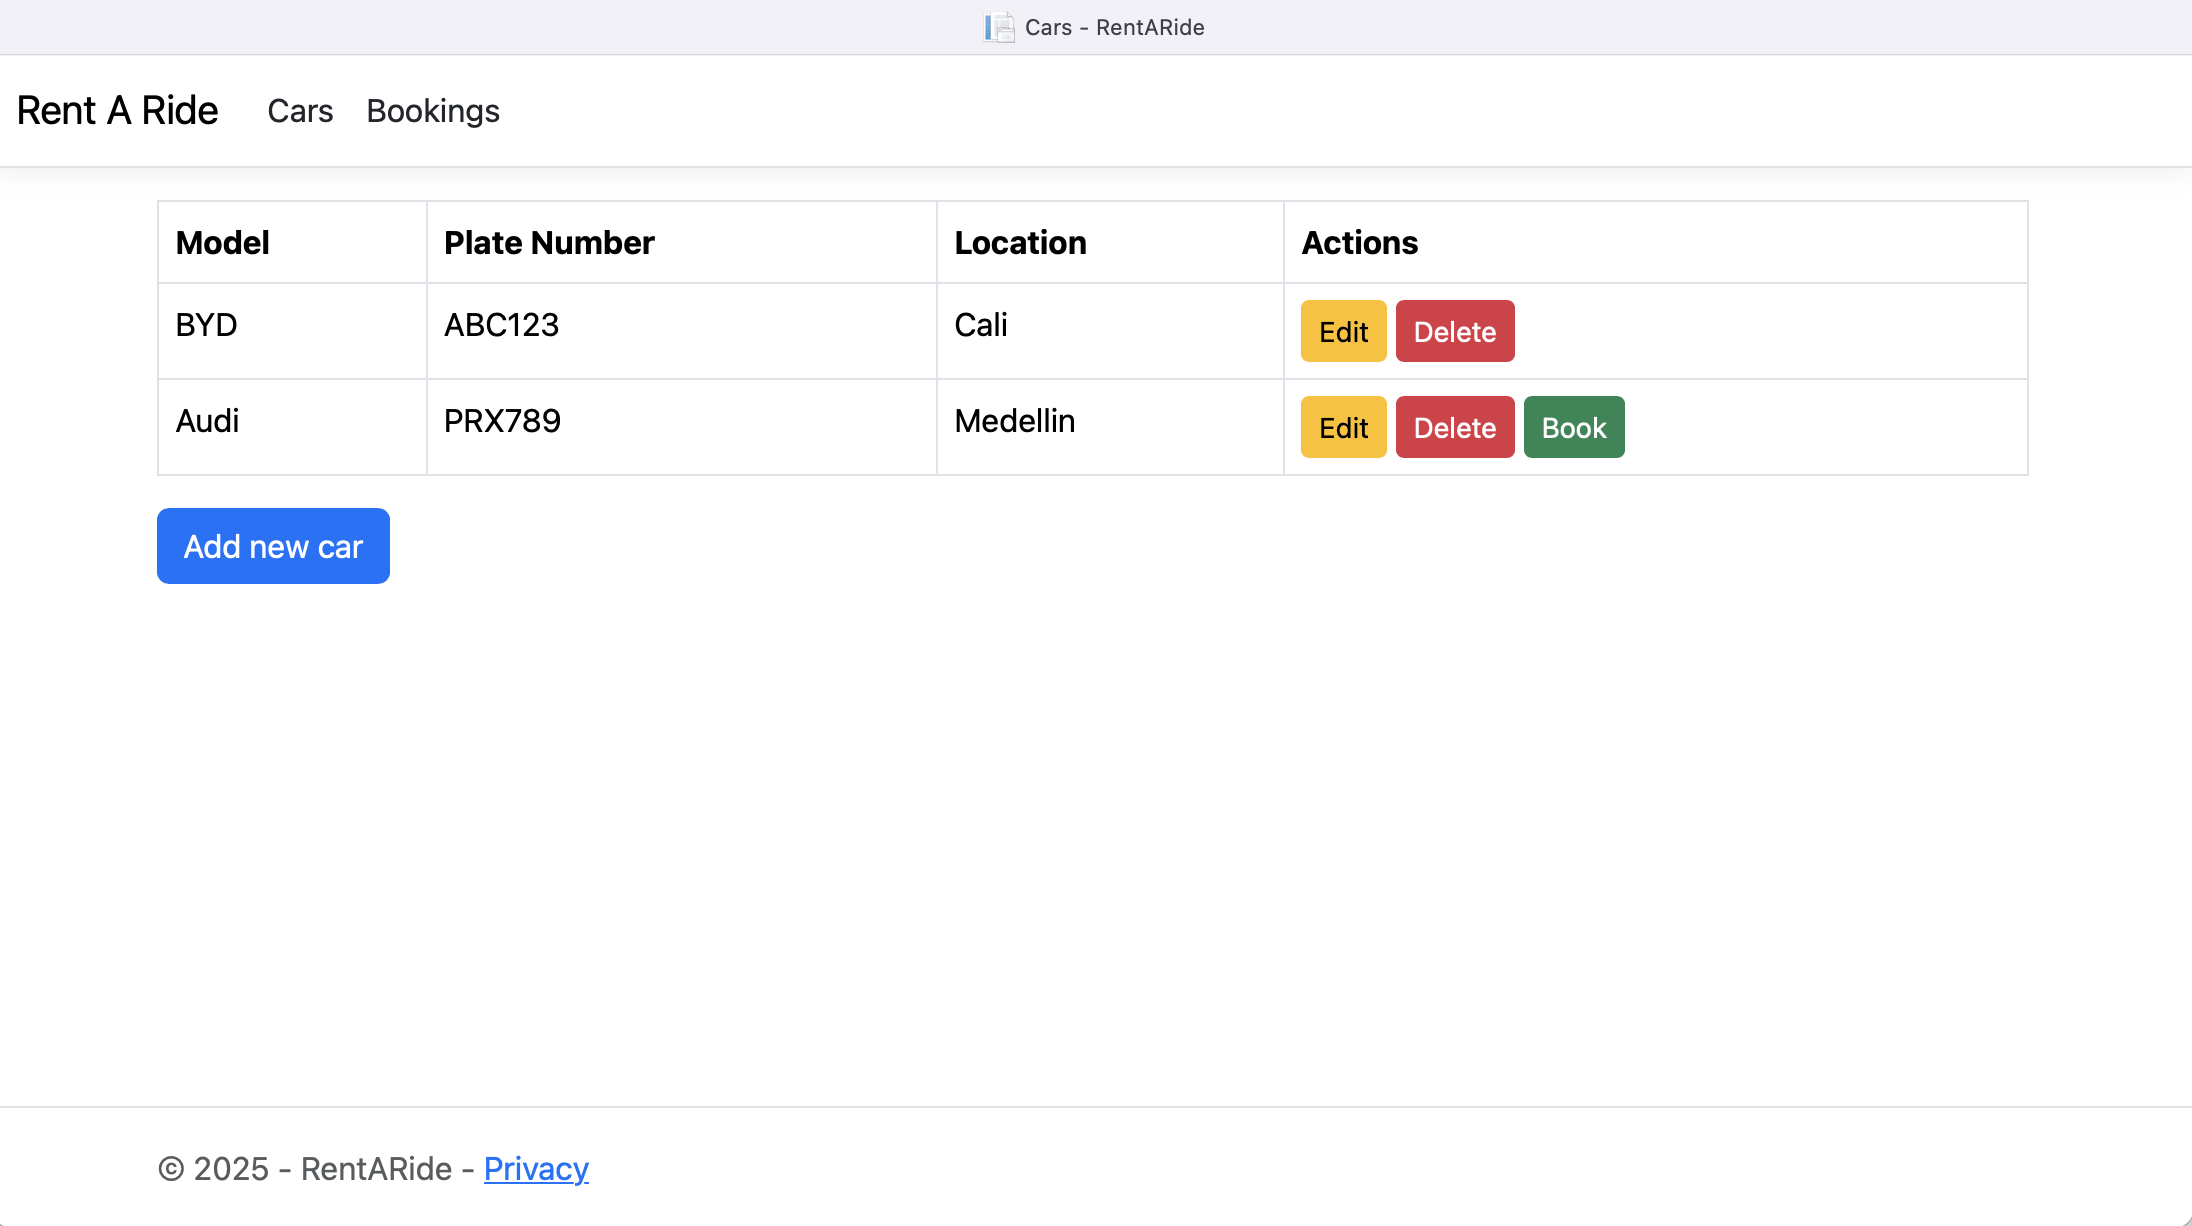 Cars - RentARide
Rent A Ride Cars Bookings
Model Plate Number Location Actions
BYD ABC123 Cali Edit Delete
Audi PRX789 Medellin Edit Delete Book
Add new car
© 2025 - RentARide - Privacy